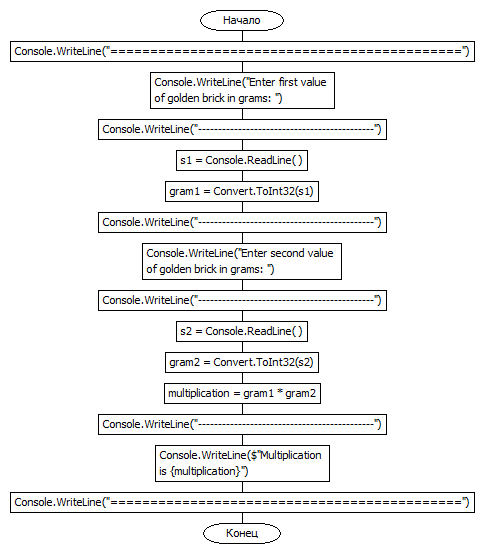 Начало
Console.WriteLine("============================================")
Console.WriteLine("Enter first value
of golden brick in grams: ")
Console.WriteLine("--------------------------------------------")
s1 = Console.ReadLine( )
gram1 = Convert.ToInt32(s1)
Console.WriteLine("--------------------------------------------")
Console.WriteLine("Enter second value
of golden brick in grams: ")
Console.WriteLine("--------------------------------------------")
s2 = Console.ReadLine( )
gram2 = Convert.ToInt32(s2)
multiplication = gram1 * gram2
Console.WriteLine("--------------------------------------------")
Console.WriteLine($"Multiplication
is {multiplication}")
Console.WriteLine("============================================")
Конец